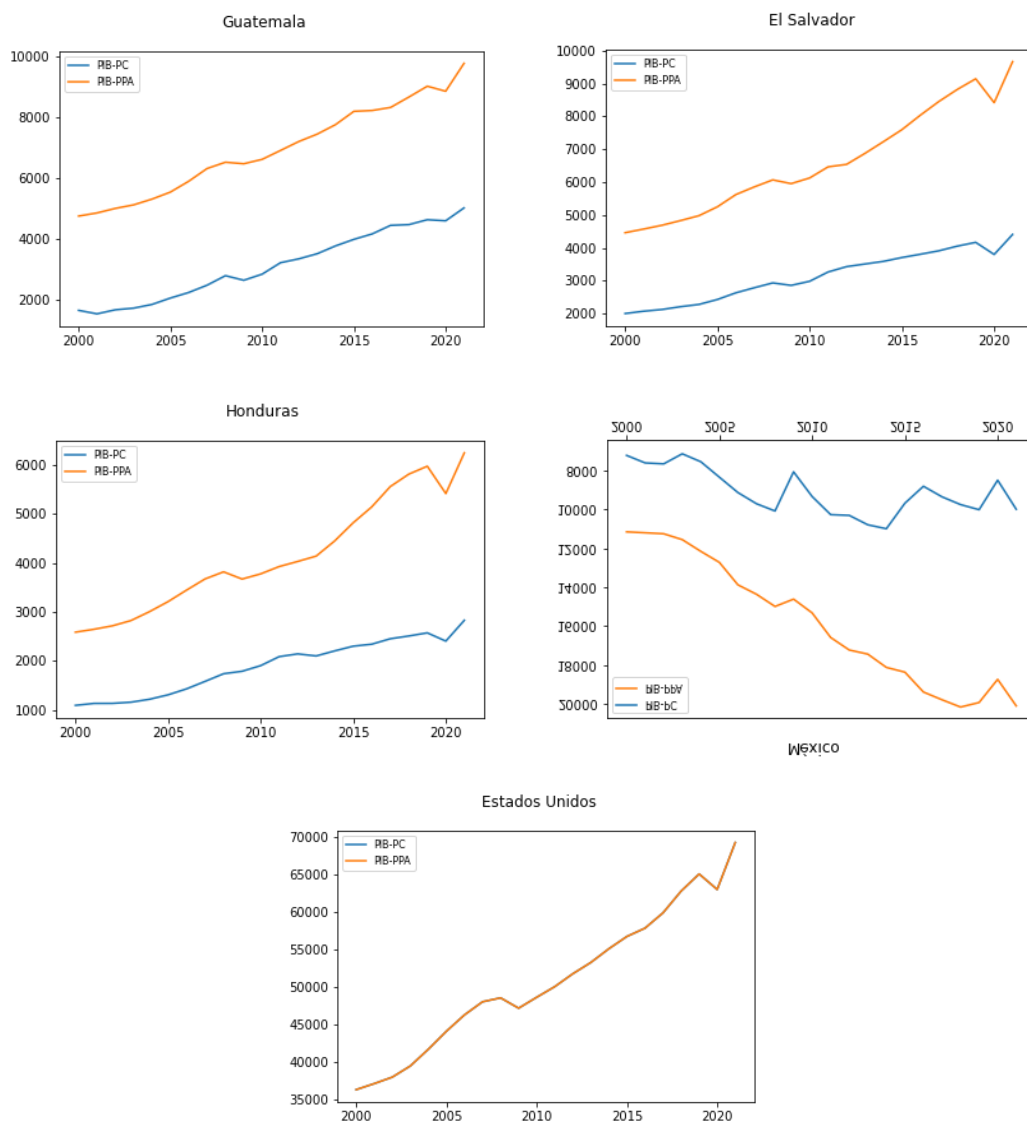 Guatemala
PIB-PC
PIB-PPA
10000
8000
6000
4000
2000
2000 2005 2010 2015 2020
El Salvador
PIB-PC
PIB-PPA
10000
9000
8000
7000
6000
5000
4000
3000
2000
2000 2005 2010 2015 2020
Honduras
PIB-PC
PIB-PPA
6000
5000
4000
3000
2000
1000
2000 2005 2010 2015 2020
México
PIB-PC
PIB-PPA
20000
18000
16000
14000
12000
10000
8000
2000 2005 2010 2015 2020
Estados Unidos
PIB-PC
PIB-PPA
70000
65000
60000
55000
50000
45000
40000
35000
2000 2005 2010 2015 2020